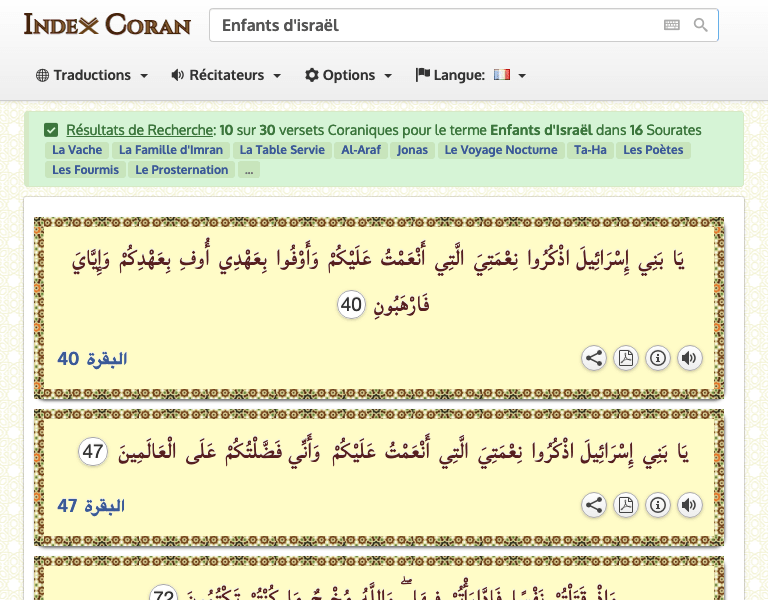 Index Coran
Enfants d'israël
Traductions Récitateurs Options Langue:
Résultats de Recherche: 10 sur 30 versets Coraniques pour le terme Enfants d'Israël dans 16 Sourates
La Vache La Famille d'Imran La Table Servie Al-Araf Jonas Le Voyage Nocturne Ta-Ha Les Poètes
Les Fourmis Le Prosternation ...
يَا بَنِي إِسْرَائِيلَ اذْكُرُوا نِعْمَتِيَ الَّتِي أَنْعَمْتُ عَلَيْكُمْ وَأَوْفُوا بِعَهْدِي أُوفِ بِعَهْدِكُمْ وَإِيَّايَ
فَارْهَبُونِ 40
البقرة 40
يَا بَنِي إِسْرَائِيلَ اذْكُرُوا نِعْمَتِيَ الَّتِي أَنْعَمْتُ عَلَيْكُمْ وَأَنِّي فَضَّلْتُكُمْ عَلَى الْعَالَمِينَ 47
البقرة 47